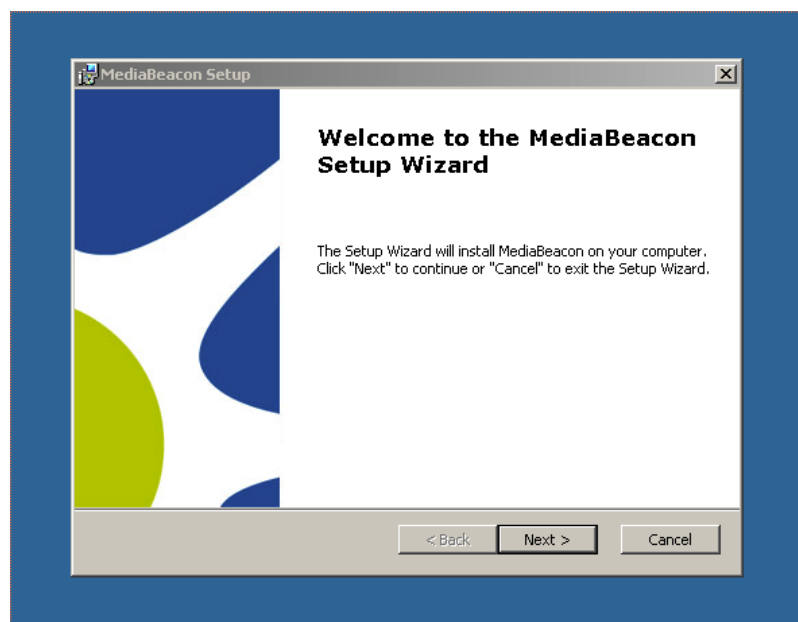 MediaBeacon Setup
Welcome to the MediaBeacon
Setup Wizard
The Setup Wizard will install MediaBeacon on your computer.
Click "Next" to continue or "Cancel" to exit the Setup Wizard.
< Back
Next >
Cancel